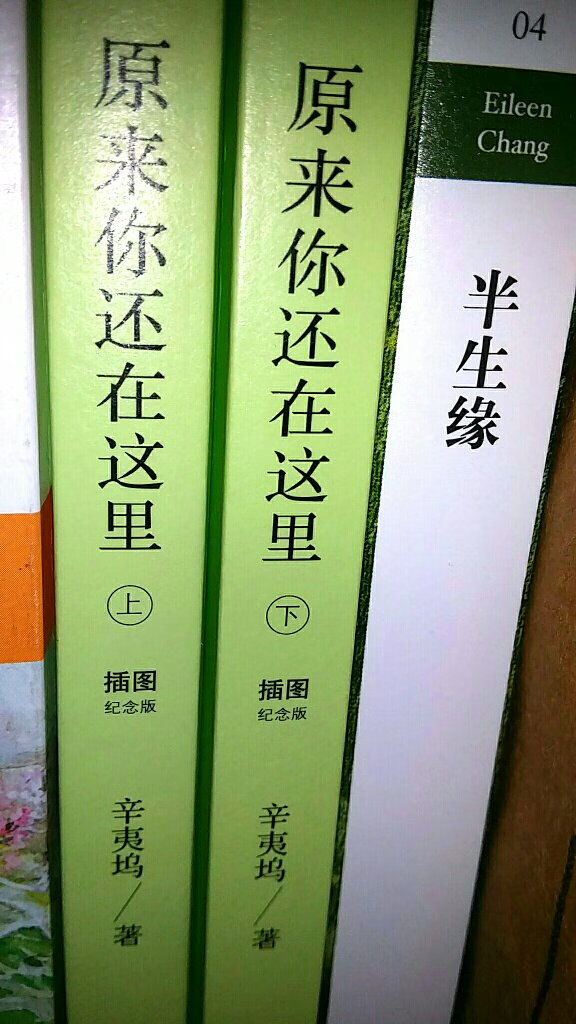 原来你还在这里
上
插图
纪念版
辛夷坞／著
原来你还在这里
下
插图
纪念版
辛夷坞／著
04
Eileen
Chang
半生缘